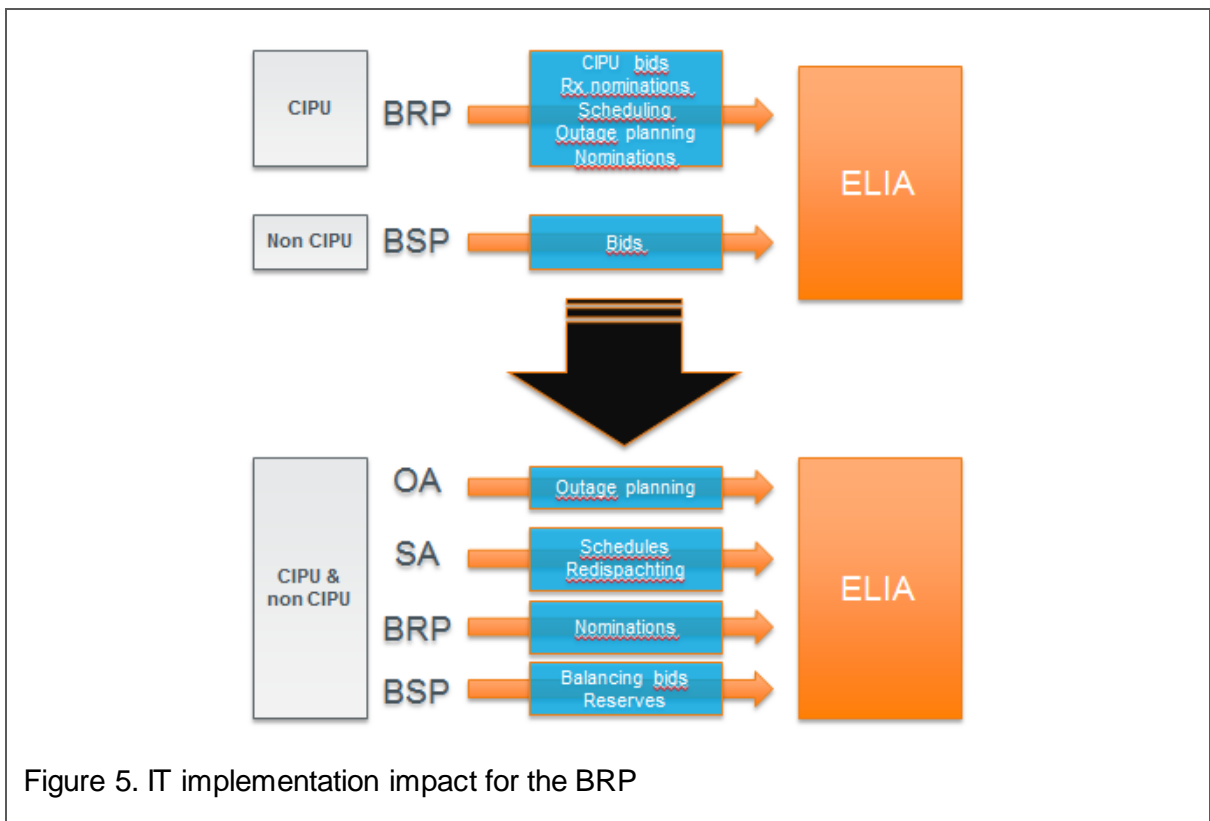 CIPU
BRP
CIPU bids
Rx nominations
Scheduling
Outage planning
Nominations
ELIA
Non CIPU
BSP
Bids
CIPU &
non CIPU
OA
Outage planning
SA
Schedules
Redispachting
BRP
Nominations
BSP
Balancing bids
Reserves
ELIA
Figure 5. IT implementation impact for the BRP